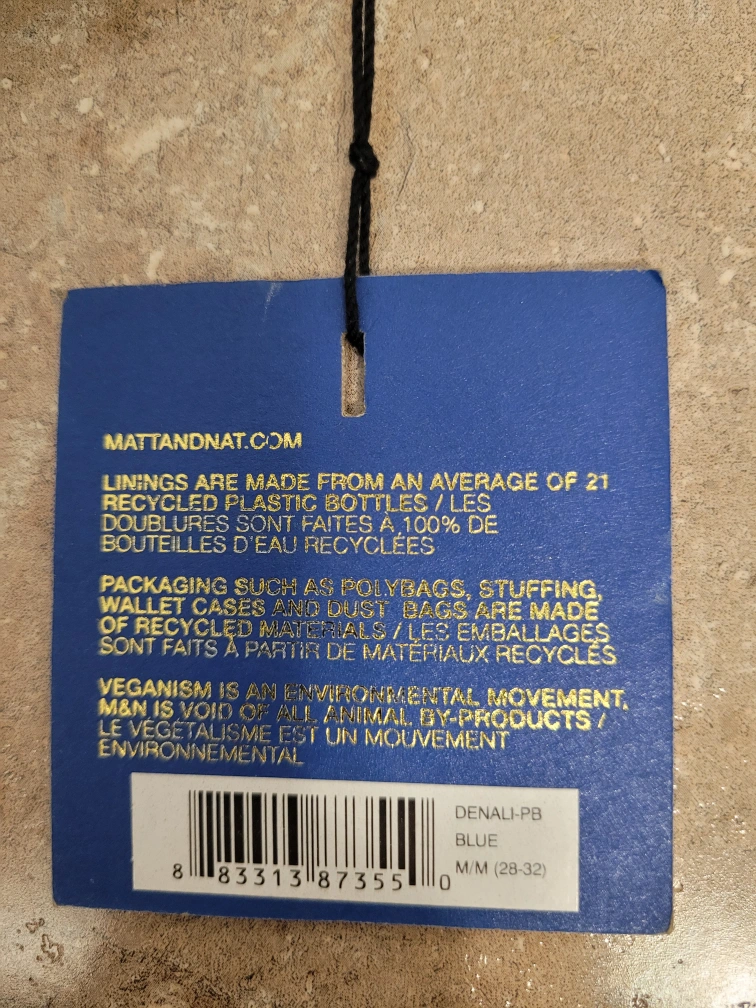 MATTANDNAT.COM
LININGS ARE MADE FROM AN AVERAGE OF 21
RECYCLED PLASTIC BOTTLES / LES
DOUBLURES SONT FAITES À 100% DE
BOUTEILLES D'EAU RECYCLÉES
PACKAGING SUCH AS POLYBAGS, STUFFING,
WALLET CASES AND DUST BAGS ARE MADE
OF RECYCLED MATERIALS / LES EMBALLAGES
SONT FAITS À PARTIR DE MATÉRIAUX RECYCLÉS
VEGANISM IS AN ENVIRONMENTAL MOVEMENT,
M&N IS VOID OF ALL ANIMAL BY-PRODUCTS /
LE VÉGÉTALISME EST UN MOUVEMENT
ENVIRONNEMENTAL
DENALI-PB
BLUE
M/M (28-32)
8 83313 87355 0